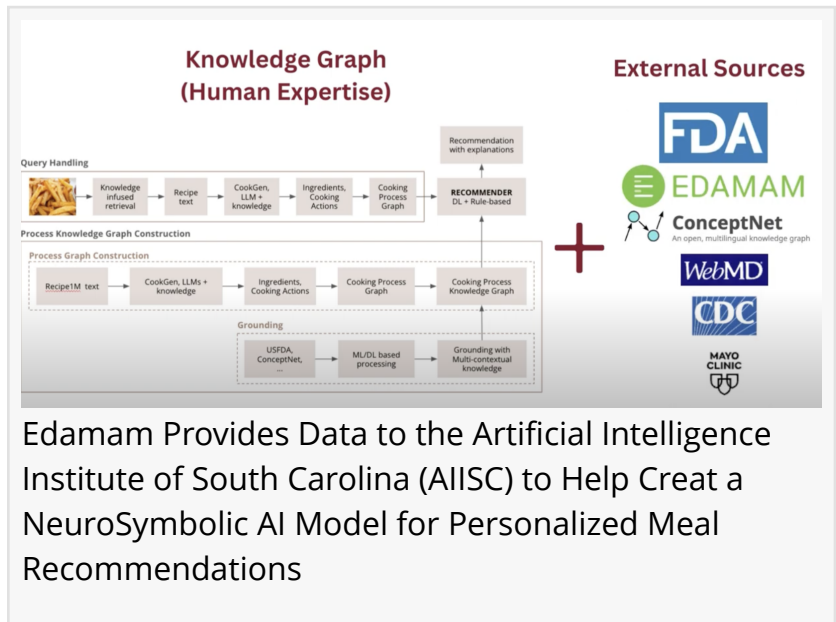 Knowledge Graph
(Human Expertise)
External Sources
Query Handling
Knowledge
infused
retrieval
Recipe
text
CookGen,
LLM +
knowledge
Ingredients,
Cooking
Actions
Cooking
Process
Graph
RECOMMENDER
DL + Rule-based
Recommendation
with explanations
Process Knowledge Graph Construction
Process Graph Construction
Recipe1M text
CookGen, LLMs +
knowledge
Ingredients,
Cooking Actions
Cooking Process
Graph
Cooking Process
Knowledge Graph
Grounding
USFDA,
ConceptNet,
...
ML/DL based
processing
Grounding with
Multi-contextual
knowledge
FDA
EDAMAM
ConceptNet
An open, multilingual knowledge graph
WebMD
CDC
MAYO
CLINIC
Edamam Provides Data to the Artificial Intelligence
Institute of South Carolina (AIISC) to Help Creat a
NeuroSymbolic AI Model for Personalized Meal
Recommendations